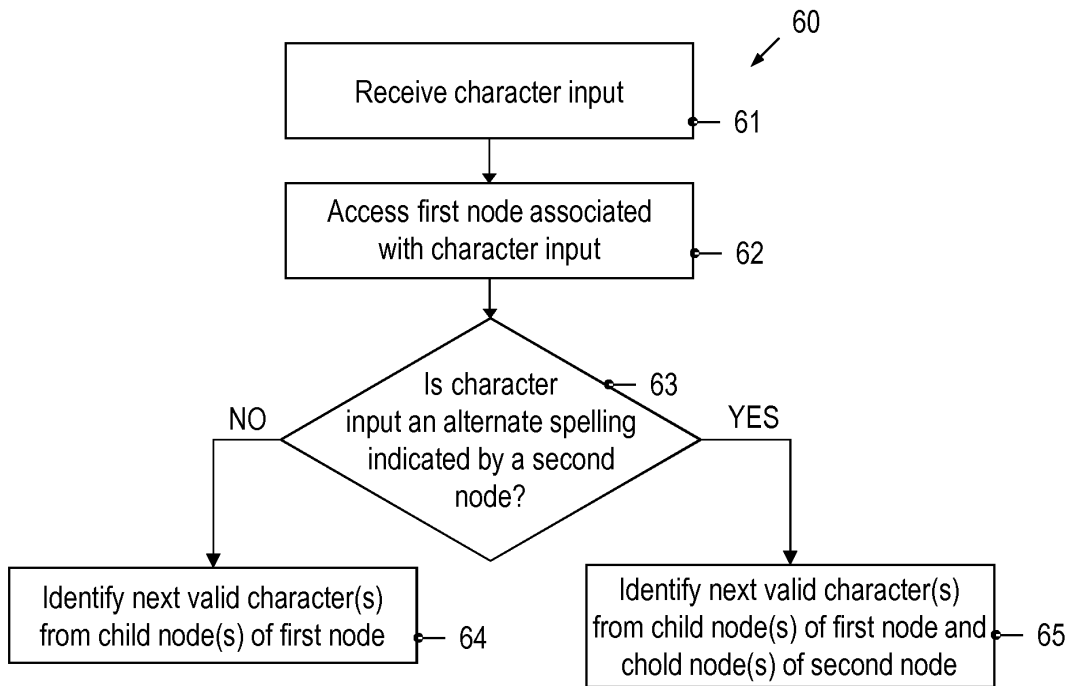 60
Receive character input
61
Access first node associated
with character input
62
Is character
input an alternate spelling
indicated by a second
node?
63
NO
YES
Identify next valid character(s)
from child node(s) of first node
64
Identify next valid character(s)
from child node(s) of first node and
chold node(s) of second node
65